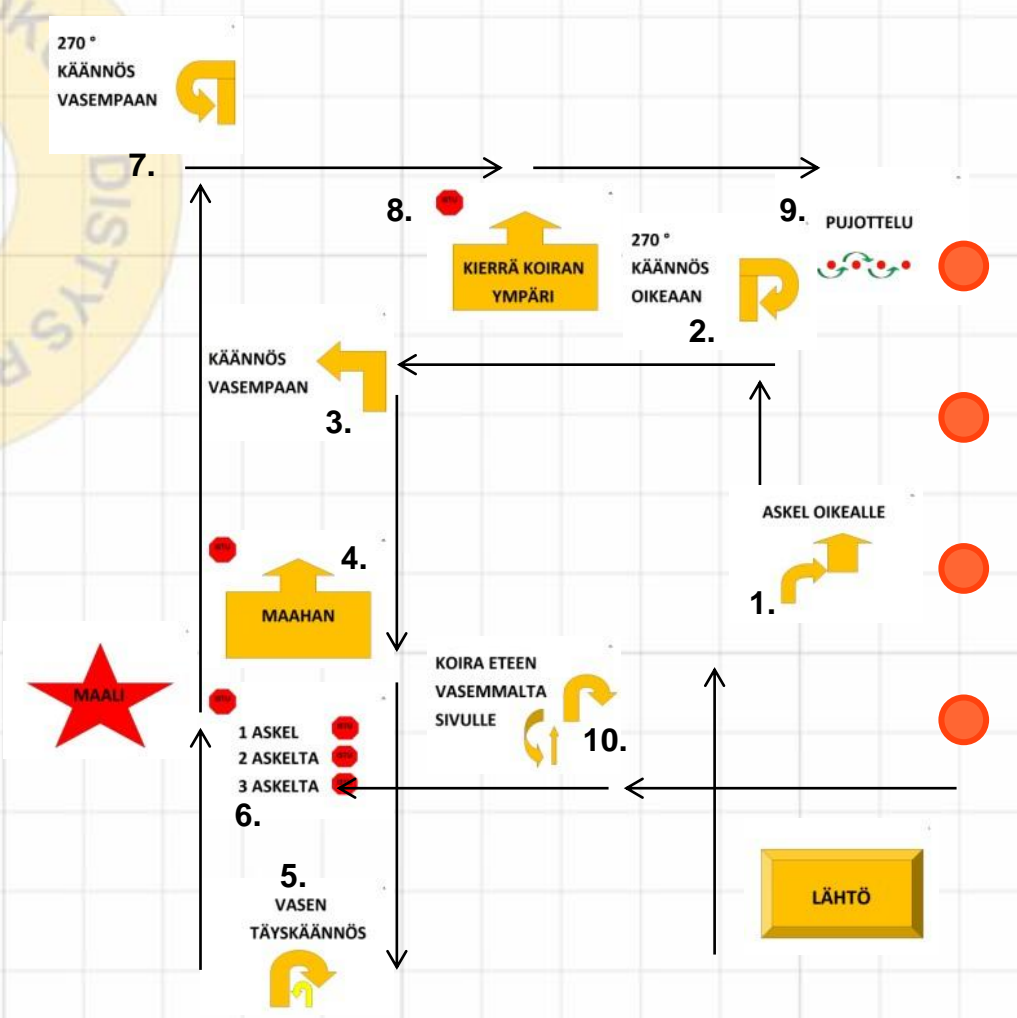 270 °
KÄÄNNÖS
VASEMPAAN
7.
DISTYS R
8.
KIERRÄ KOIRAN
YMPÄRI
270 °
KÄÄNNÖS
OIKEAAN
2.
9.
PUJOTTELU
KÄÄNNÖS
VASEMPAAN
3.
ASKEL OIKEALLE
1.
4.
MAAHAN
MAALI
1 ASKEL
2 ASKELTA
3 ASKELTA
6.
KOIRA ETEEN
VASEMMALTA
SIVULLE
10.
5.
VASEN
TÄYSKÄÄNNÖS
LÄHTÖ